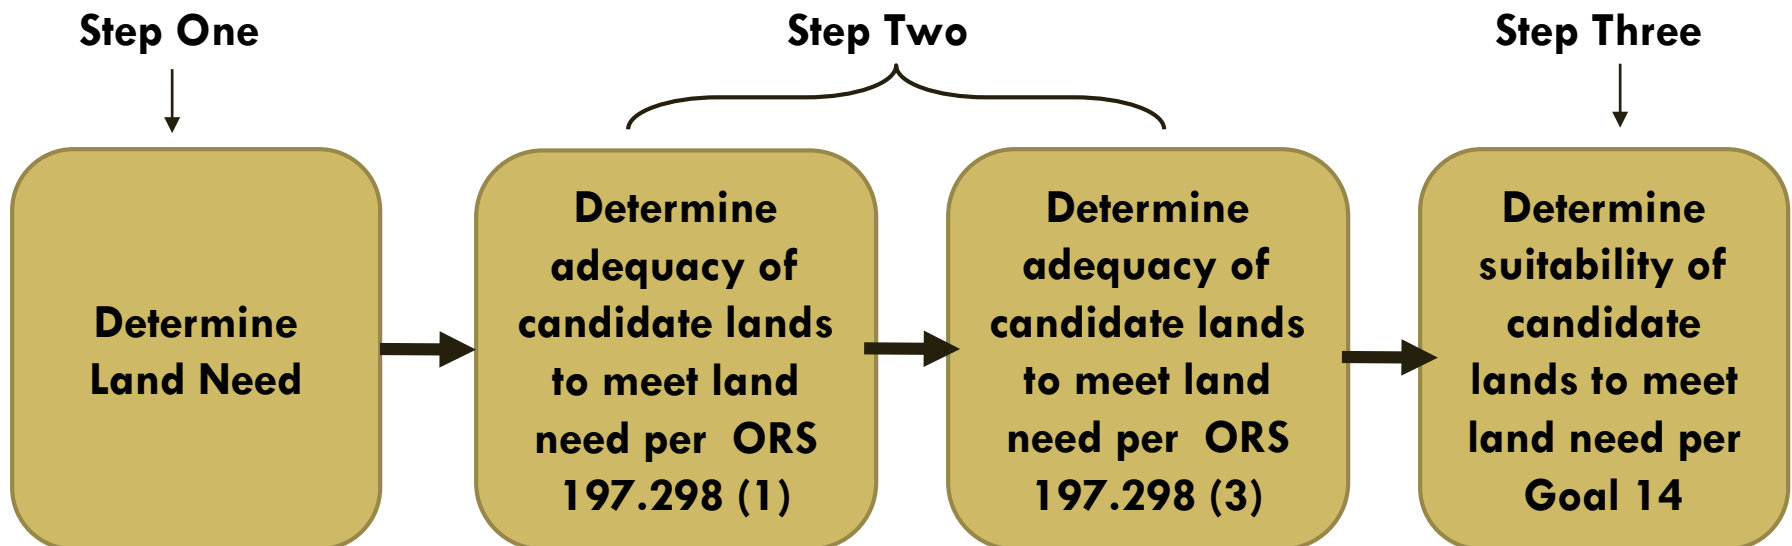 Step One
Step Two
Step Three
Determine
Land Need
Determine
adequacy of
candidate lands
to meet land
need per ORS
197.298 (1)
Determine
adequacy of
candidate lands
to meet land
need per ORS
197.298 (3)
Determine
suitability of
candidate
lands to meet
land need per
Goal 14